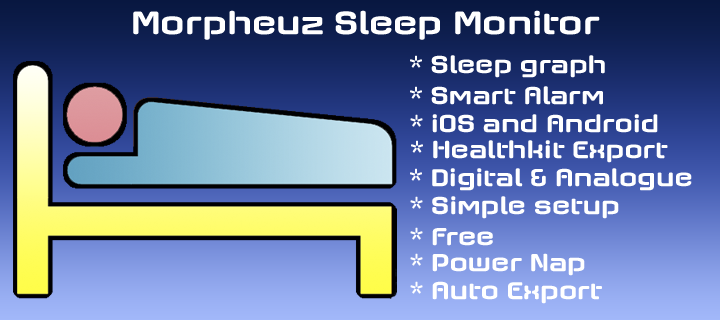 Morpheuz Sleep Monitor
* Sleep graph
* Smart Alarm
* iOS and Android
* Healthkit Export
* Digital & Analogue
* Simple setup
* Free
* Power Nap
* Auto Export